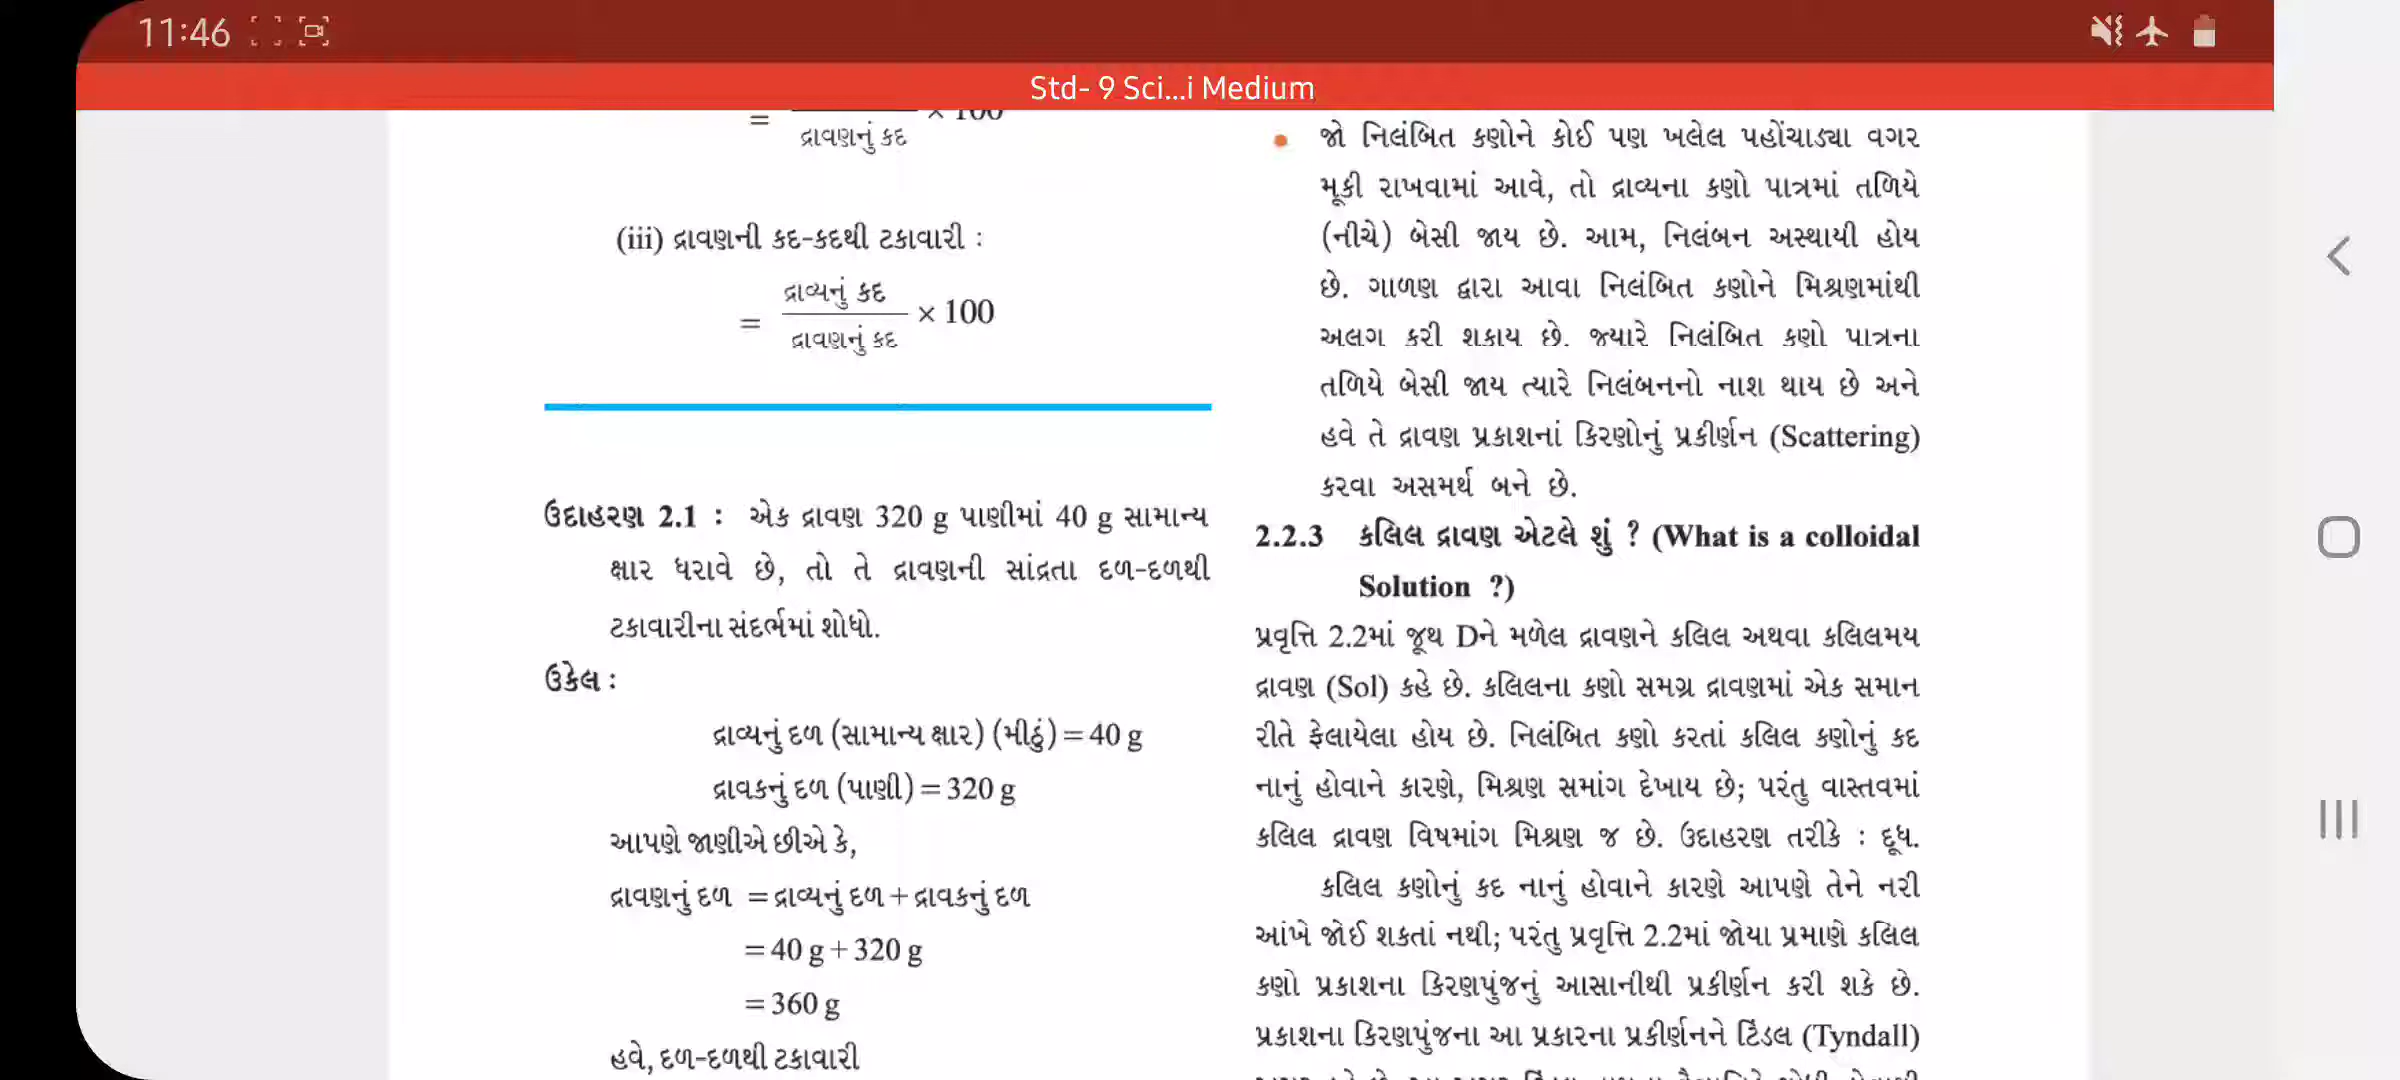 11:46
Std- 9 Sci...i Medium
= દ્રાવણનું કદ × 100
(iii) દ્રાવણની કદ-કદથી ટકાવારી :
દ્રાવ્યનું કદ
= × 100
દ્રાવણનું કદ
ઉદાહરણ 2.1 : એક દ્રાવણ 320 g પાણીમાં 40 g સામાન્ય
ક્ષાર ધરાવે છે, તો તે દ્રાવણની સાંદ્રતા દળ-દળથી
ટકાવારીના સંદર્ભમાં શોધો.
ઉકેલ :
દ્રાવ્યનું દળ (સામાન્ય ક્ષાર) (મીઠું) = 40 g
દ્રાવકનું દળ (પાણી) = 320 g
આપણે જાણીએ છીએ કે,
દ્રાવણનું દળ = દ્રાવ્યનું દળ + દ્રાવકનું દળ
= 40 g + 320 g
= 360 g
હવે, દળ-દળથી ટકાવારી
• જો નિલંબિત કણોને કોઈ પણ ખલેલ પહોંચાડ્યા વગર
મૂકી રાખવામાં આવે, તો દ્રાવ્યના કણો પાત્રમાં તળિયે
(નીચે) બેસી જાય છે. આમ, નિલંબન અસ્થાયી હોય
છે. ગાળણ દ્વારા આવા નિલંબિત કણોને મિશ્રણમાંથી
અલગ કરી શકાય છે. જ્યારે નિલંબિત કણો પાત્રના
તળિયે બેસી જાય ત્યારે નિલંબનનો નાશ થાય છે અને
હવે તે દ્રાવણ પ્રકાશનાં કિરણોનું પ્રકીર્ણન (Scattering)
કરવા અસમર્થ બને છે.
2.2.3 કલિલ દ્રાવણ એટલે શું ? (What is a colloidal
Solution ?)
પ્રવૃત્તિ 2.2માં જૂથ Dને મળેલ દ્રાવણને કલિલ અથવા કલિલમય
દ્રાવણ (Sol) કહે છે. કલિલના કણો સમગ્ર દ્રાવણમાં એક સમાન
રીતે ફેલાયેલા હોય છે. નિલંબિત કણો કરતાં કલિલ કણોનું કદ
નાનું હોવાને કારણે, મિશ્રણ સમાંગ દેખાય છે; પરંતુ વાસ્તવમાં
કલિલ દ્રાવણ વિષમાંગ મિશ્રણ જ છે. ઉદાહરણ તરીકે : દૂધ.
કલિલ કણોનું કદ નાનું હોવાને કારણે આપણે તેને નરી
આંખે જોઈ શકતાં નથી; પરંતુ પ્રવૃત્તિ 2.2માં જોયા પ્રમાણે કલિલ
કણો પ્રકાશના કિરણપુંજનું આસાનીથી પ્રકીર્ણન કરી શકે છે.
પ્રકાશના કિરણપુંજના આ પ્રકારના પ્રકીર્ણનને ટિંડલ (Tyndall)